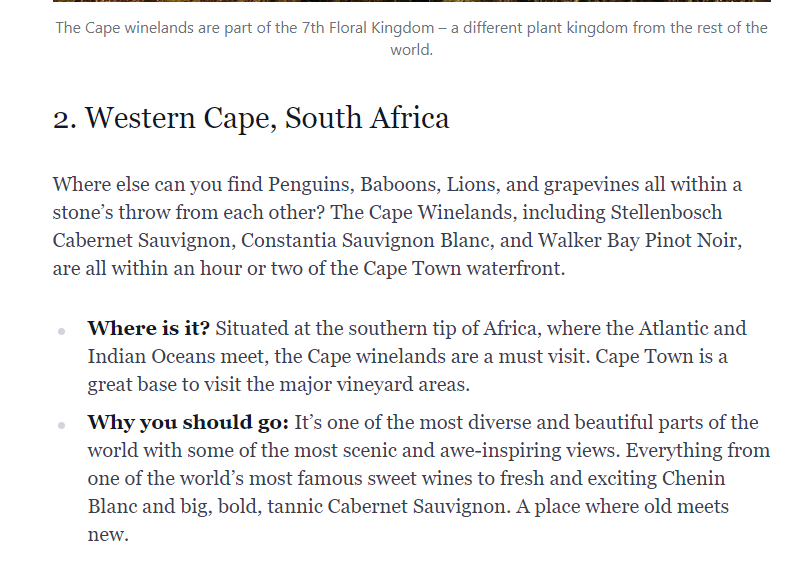 The Cape winelands are part of the 7th Floral Kingdom – a different plant kingdom from the rest of the
world.
2. Western Cape, South Africa
Where else can you find Penguins, Baboons, Lions, and grapevines all within a
stone’s throw from each other? The Cape Winelands, including Stellenbosch
Cabernet Sauvignon, Constantia Sauvignon Blanc, and Walker Bay Pinot Noir,
are all within an hour or two of the Cape Town waterfront.
Where is it? Situated at the southern tip of Africa, where the Atlantic and
Indian Oceans meet, the Cape winelands are a must visit. Cape Town is a
great base to visit the major vineyard areas.
Why you should go: It’s one of the most diverse and beautiful parts of the
world with some of the most scenic and awe-inspiring views. Everything from
one of the world’s most famous sweet wines to fresh and exciting Chenin
Blanc and big, bold, tannic Cabernet Sauvignon. A place where old meets
new.